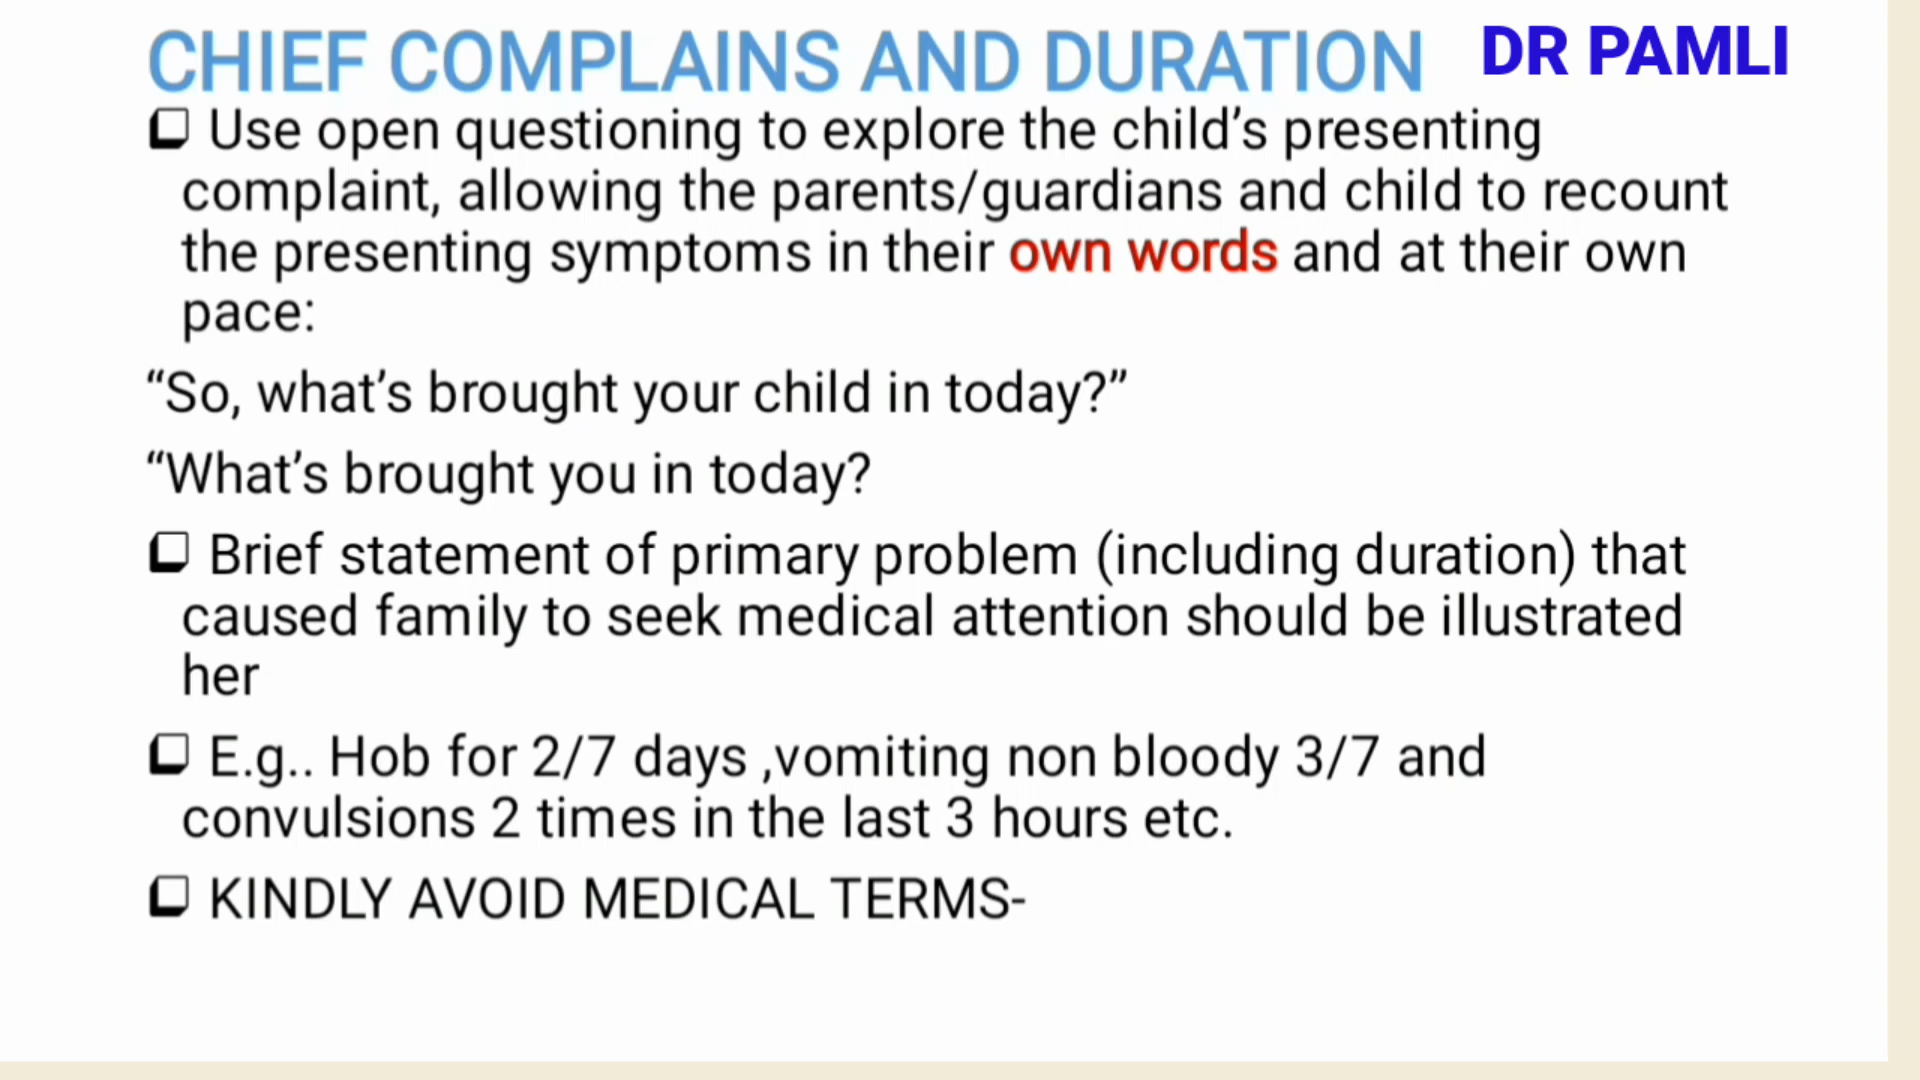 CHIEF COMPLAINS AND DURATION
DR PAMLI
Use open questioning to explore the child’s presenting
complaint, allowing the parents/guardians and child to recount
the presenting symptoms in their own words and at their own
pace:
“So, what’s brought your child in today?”
“What’s brought you in today?
Brief statement of primary problem (including duration) that
caused family to seek medical attention should be illustrated
her
E.g.. Hob for 2/7 days ,vomiting non bloody 3/7 and
convulsions 2 times in the last 3 hours etc.
KINDLY AVOID MEDICAL TERMS-